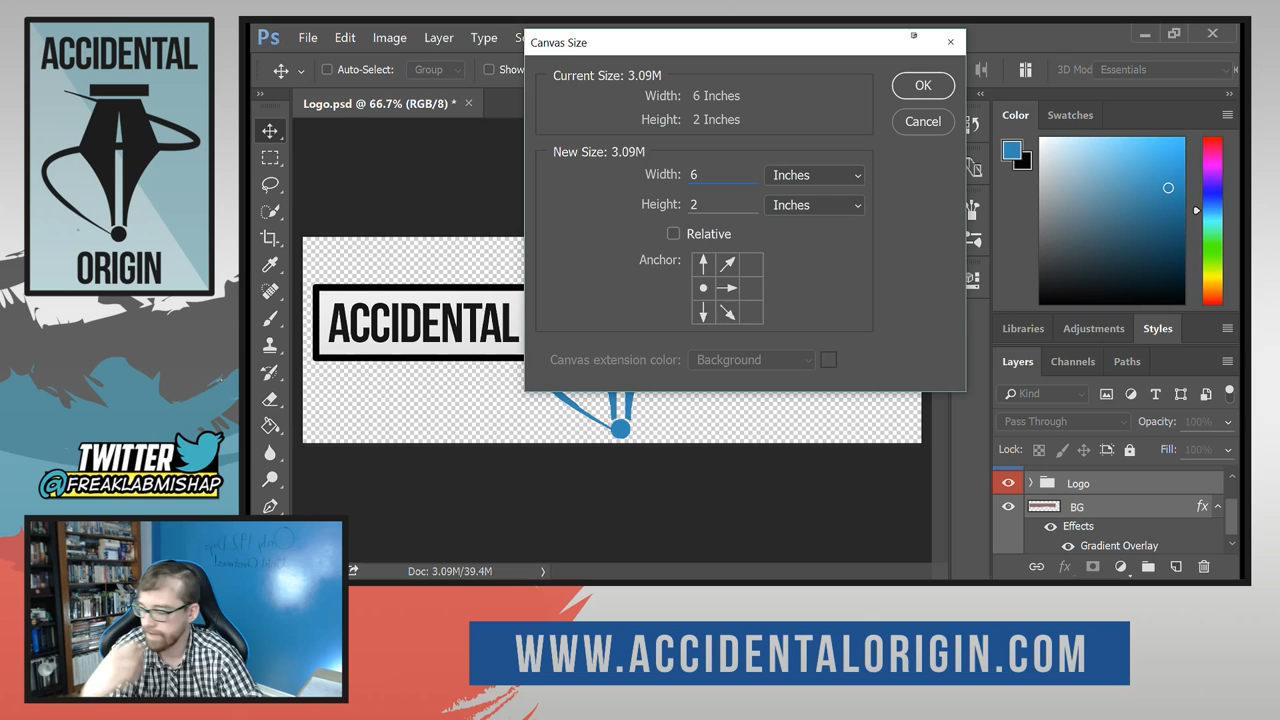 ACCIDENTAL
ORIGIN
TWITTER
@FREAKLABMISHAP
Ps File Edit Image Layer Type
Auto-Select: Group Show
3D Mod Essentials
Logo.psd @ 66.7% (RGB/8) *
ACCIDENTAL
Canvas Size
Current Size: 3.09M
Width: 6 Inches
Height: 2 Inches
New Size: 3.09M
Width: 6 Inches
Height: 2 Inches
Relative
Anchor:
Canvas extension color: Background
OK
Cancel
Color Swatches
Libraries Adjustments Styles
Layers Channels Paths
Kind
Pass Through Opacity: 100%
Lock: Fill: 100%
Logo
BG fx
Effects
Gradient Overlay
fx
Doc: 3.09M/39.4M
WWW.ACCIDENTALORIGIN.COM